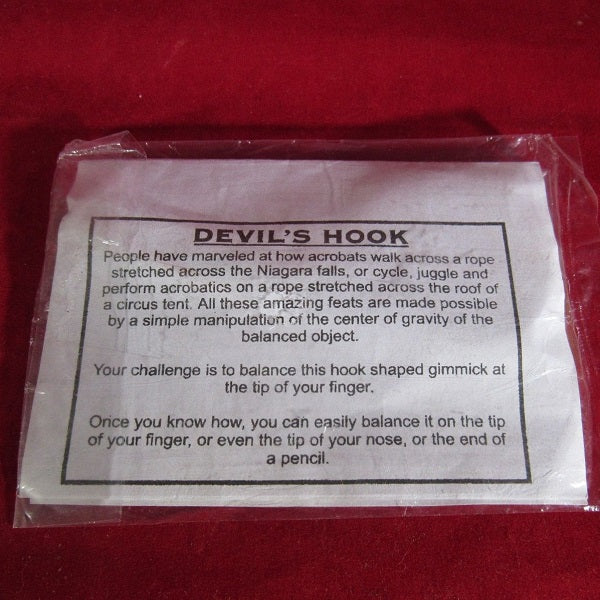 DEVIL'S HOOK
People have marveled at how acrobats walk across a rope
stretched across the Niagara falls, or cycle, juggle and
perform acrobatics on a rope stretched across the roof of
a circus tent. All these amazing feats are made possible
by a simple manipulation of the center of gravity of the
balanced object.
Your challenge is to balance this hook shaped gimmick at
the tip of your finger.
Once you know how, you can easily balance it on the tip
of your finger, or even the tip of your nose, or the end of
a pencil.